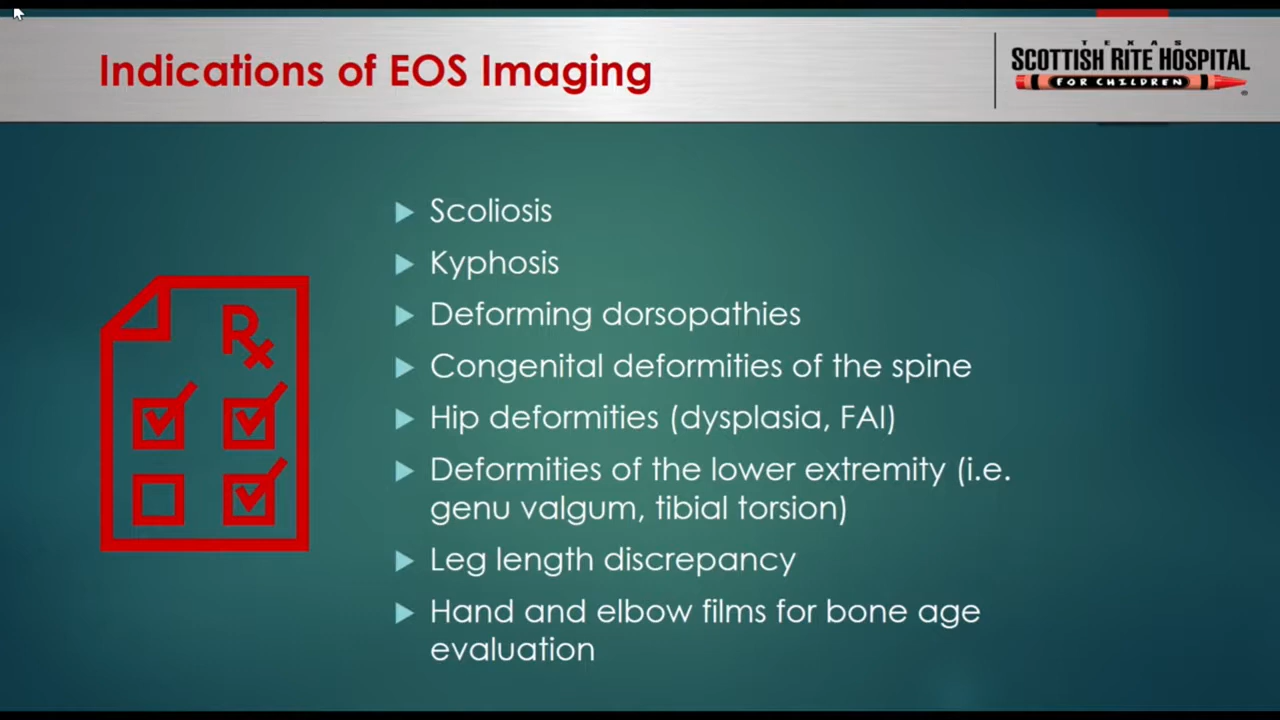 Indications of EOS Imaging
TEXAS
SCOTTISH RITE HOSPITAL
FOR CHILDREN
®
Rx
Scoliosis
Kyphosis
Deforming dorsopathies
Congenital deformities of the spine
Hip deformities (dysplasia, FAI)
Deformities of the lower extremity (i.e.
genu valgum, tibial torsion)
Leg length discrepancy
Hand and elbow films for bone age
evaluation